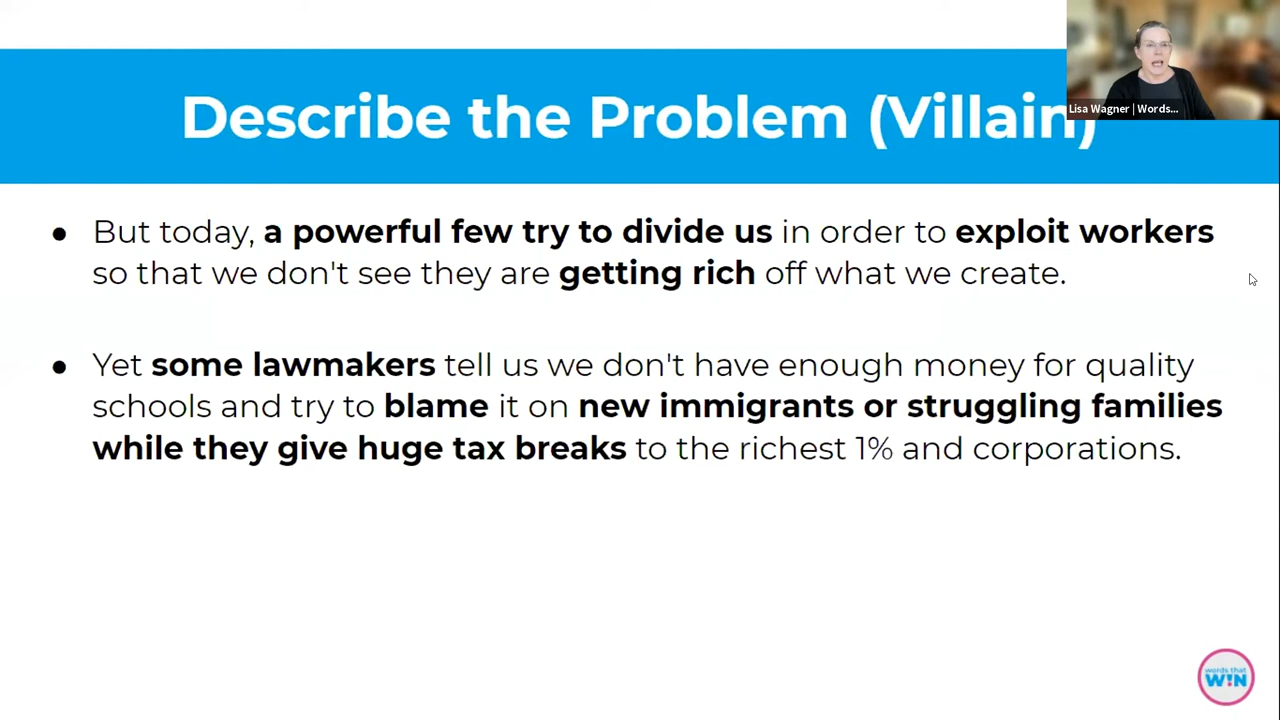 Describe the Problem (Villain)
Lisa Wagner | Words...
● But today, a powerful few try to divide us in order to exploit workers
so that we don't see they are getting rich off what we create.
● Yet some lawmakers tell us we don't have enough money for quality
schools and try to blame it on new immigrants or struggling families
while they give huge tax breaks to the richest 1% and corporations.
words that
W!N